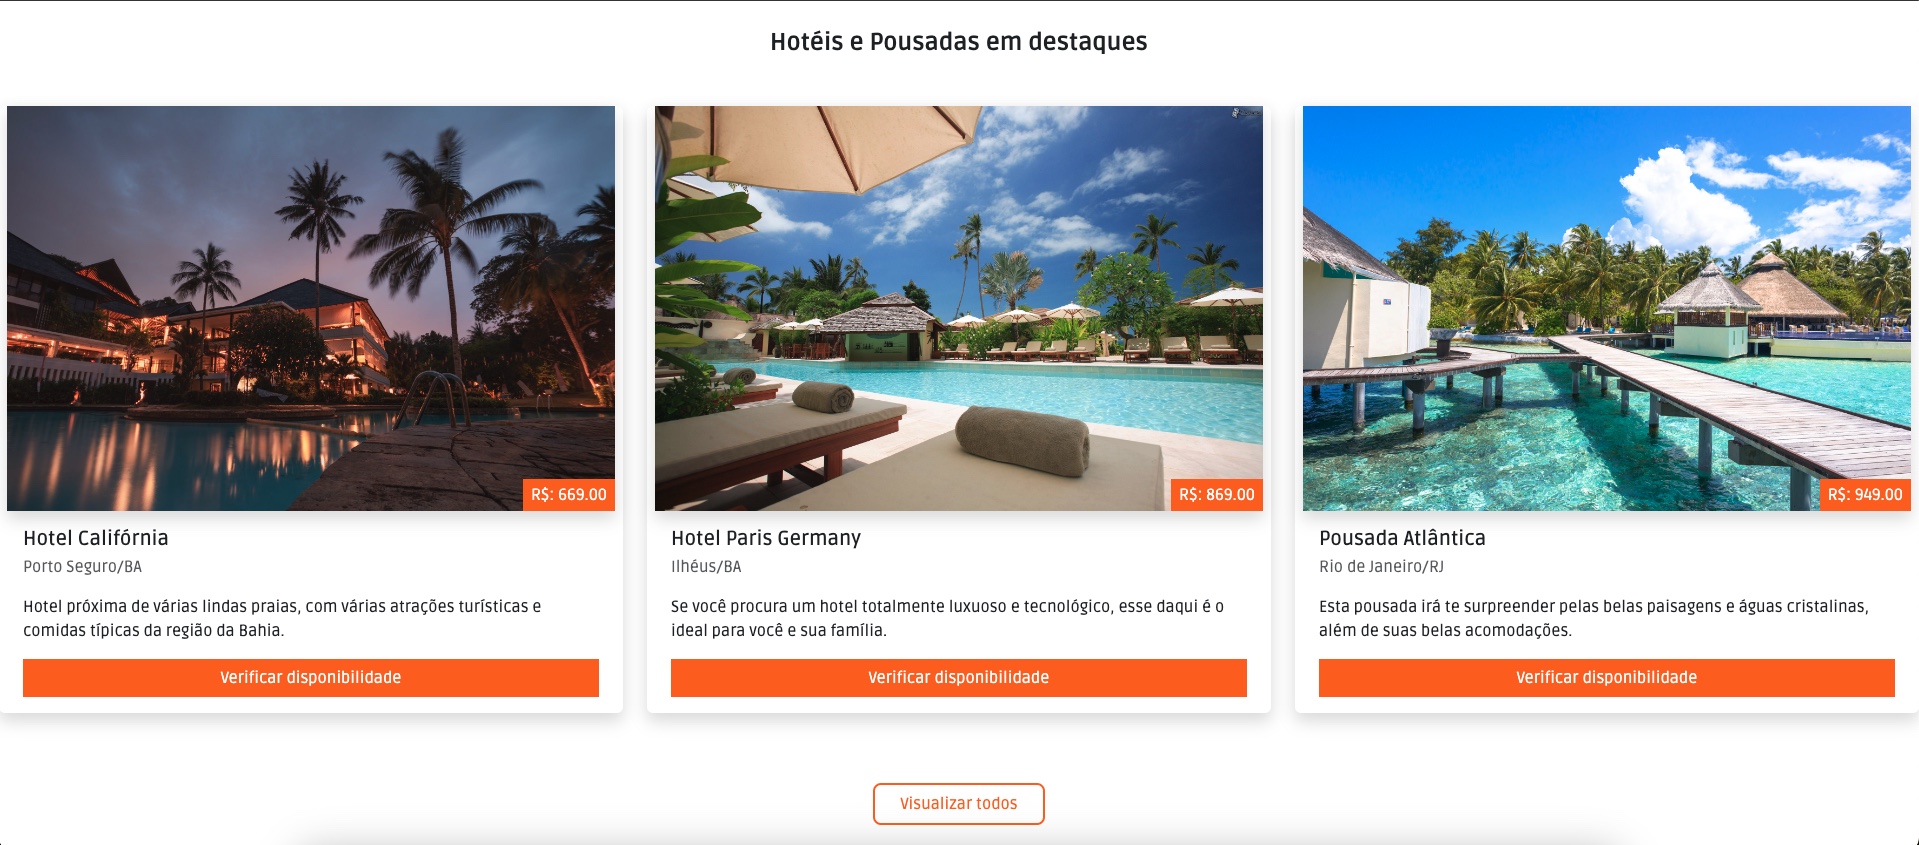 Hotéis e Pousadas em destaques
R$: 669.00
Hotel Califórnia
Porto Seguro/BA
Hotel próxima de várias lindas praias, com várias atrações turísticas e
comidas típicas da região da Bahia.
Verificar disponibilidade
R$: 869.00
Hotel Paris Germany
Ilhéus/BA
Se você procura um hotel totalmente luxuoso e tecnológico, esse daqui é o
ideal para você e sua família.
Verificar disponibilidade
R$: 949.00
Pousada Atlântica
Rio de Janeiro/RJ
Esta pousada irá te surpreender pelas belas paisagens e águas cristalinas,
além de suas belas acomodações.
Verificar disponibilidade
Visualizar todos